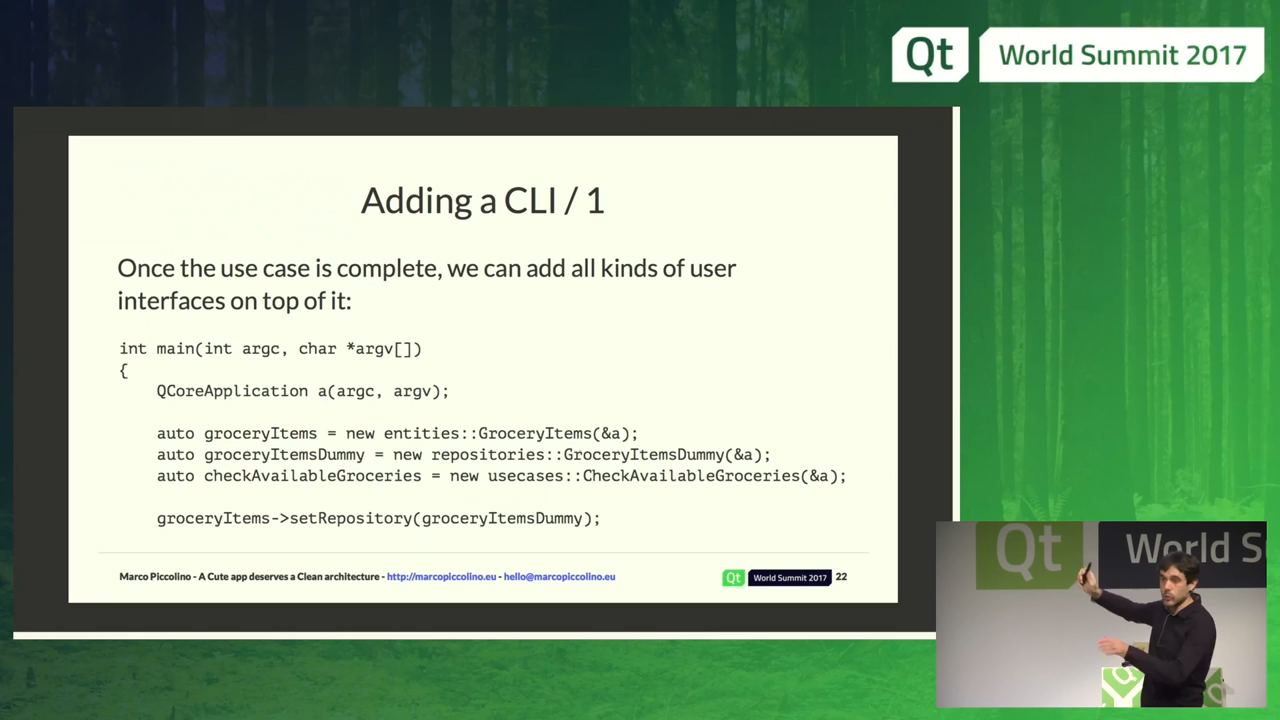 Qt World Summit 2017
Adding a CLI / 1
Once the use case is complete, we can add all kinds of user
interfaces on top of it:
int main(int argc, char *argv[])
{
QCoreApplication a(argc, argv);
auto groceryItems = new entities::GroceryItems(&a);
auto groceryItemsDummy = new repositories::GroceryItemsDummy(&a);
auto checkAvailableGroceries = new usecases::CheckAvailableGroceries(&a);
groceryItems->setRepository(groceryItemsDummy);
Marco Piccolino - A Cute app deserves a Clean architecture - http://marcopiccolino.eu - hello@marcopiccolino.eu
Qt World Summit 2017 22
Qt World S